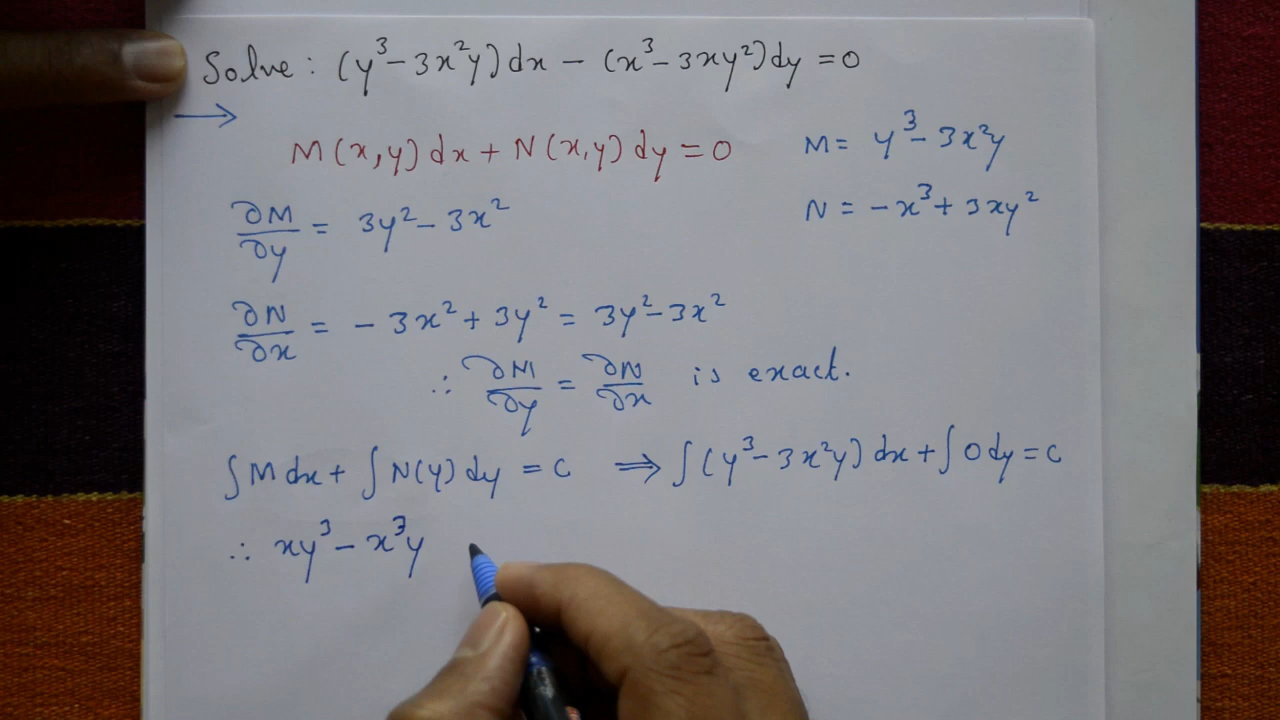 Solve: (y³ - 3x²y) dx - (x³ - 3xy²) dy = 0
→
M(x,y) dx + N(x,y) dy = 0
M = y³ - 3x²y
N = -x³ + 3xy²
∂M/∂y = 3y² - 3x²
∂N/∂x = -3x² + 3y² = 3y² - 3x²
∴ ∂M/∂y = ∂N/∂x is exact.
∫M dx + ∫N(y) dy = c ⟹ ∫(y³ - 3x²y) dx + ∫0 dy = c
∴ xy³ - x³y